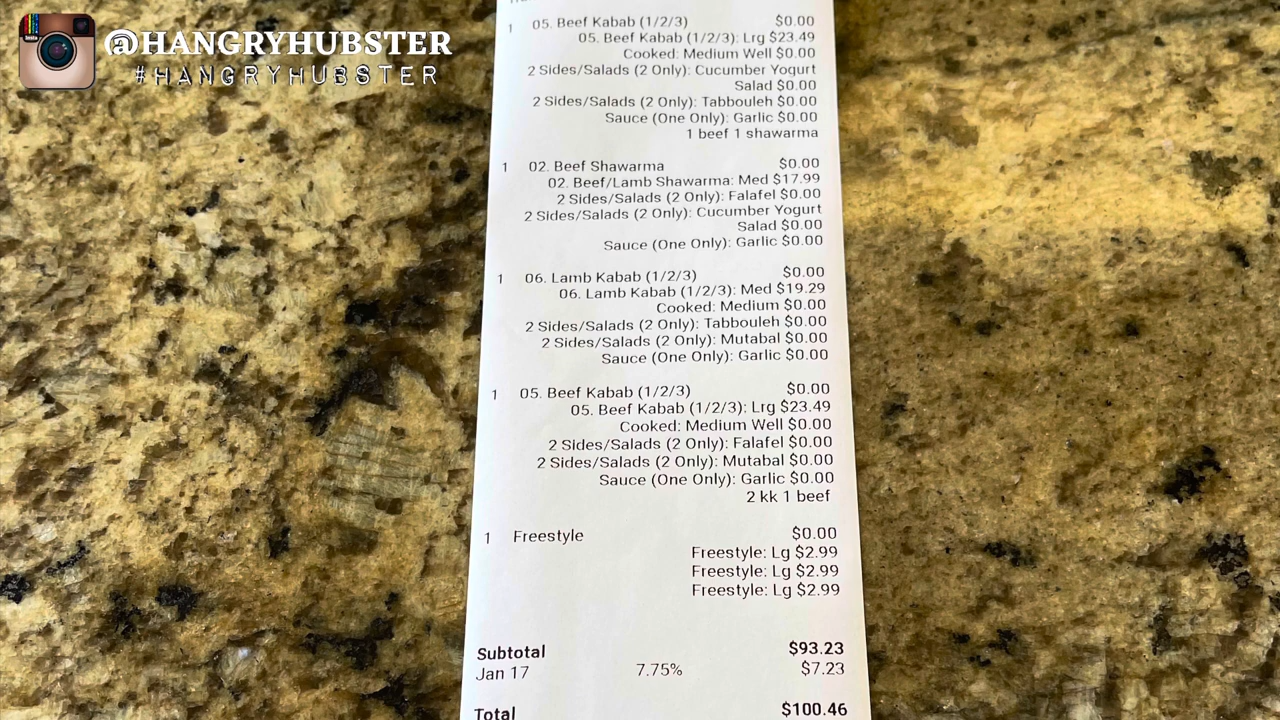 @HANGRYHUBSTER
#HANGRYHUBSTER
Insta
1 05. Beef Kabab (1/2/3) $0.00
05. Beef Kabab (1/2/3): Lrg $23.49
Cooked: Medium Well $0.00
2 Sides/Salads (2 Only): Cucumber Yogurt
Salad $0.00
2 Sides/Salads (2 Only): Tabbouleh $0.00
Sauce (One Only): Garlic $0.00
1 beef 1 shawarma
1 02. Beef Shawarma $0.00
02. Beef/Lamb Shawarma: Med $17.99
2 Sides/Salads (2 Only): Falafel $0.00
2 Sides/Salads (2 Only): Cucumber Yogurt
Salad $0.00
Sauce (One Only): Garlic $0.00
1 06. Lamb Kabab (1/2/3) $0.00
06. Lamb Kabab (1/2/3): Med $19.29
Cooked: Medium $0.00
2 Sides/Salads (2 Only): Tabbouleh $0.00
2 Sides/Salads (2 Only): Mutabal $0.00
Sauce (One Only): Garlic $0.00
1 05. Beef Kabab (1/2/3) $0.00
05. Beef Kabab (1/2/3): Lrg $23.49
Cooked: Medium Well $0.00
2 Sides/Salads (2 Only): Falafel $0.00
2 Sides/Salads (2 Only): Mutabal $0.00
Sauce (One Only): Garlic $0.00
2 kk 1 beef
1 Freestyle $0.00
Freestyle: Lg $2.99
Freestyle: Lg $2.99
Freestyle: Lg $2.99
Subtotal $93.23
Jan 17 7.75% $7.23
Total $100.46